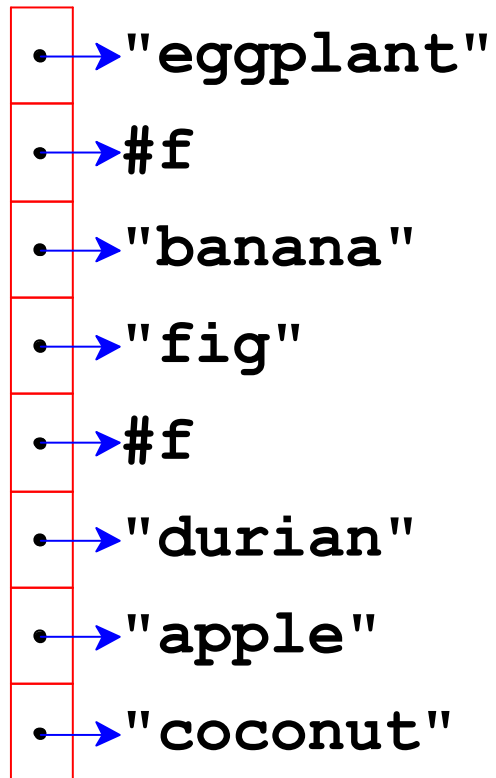 "eggplant"
#f
"banana"
"fig"
#f
"durian"
"apple"
"coconut"